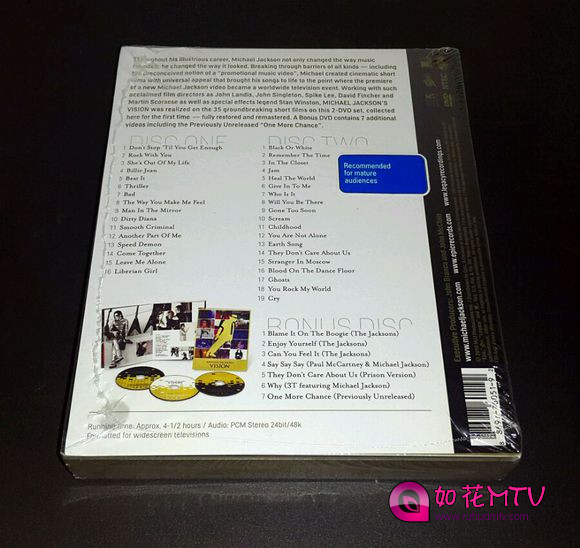 Throughout his illustrious career, Michael Jackson not only changed the way music
sounded: he changed the way it looked. Breaking through barriers of all kinds — including
the preconceived notion of a "promotional music video", Michael created cinematic short
films with universal appeal that brought his songs to life to the point where the premiere
of a new Michael Jackson video became a worldwide television event. Working with such
acclaimed film directors as John Landis, John Singleton, Spike Lee, David Fincher and
Martin Scorsese as well as special effects legend Stan Winston, MICHAEL JACKSON'S
VISION was realized on the 35 groundbreaking short films on this 2-DVD set, collected
here for the first time — fully restored and remastered. A Bonus DVD contains 7 additional
videos including the Previously Unreleased "One More Chance".
DISC ONE
1 Don't Stop 'Til You Get Enough
2 Rock With You
3 She's Out Of My Life
4 Billie Jean
5 Beat It
6 Thriller
7 Bad
8 The Way You Make Me Feel
9 Man In The Mirror
10 Dirty Diana
11 Smooth Criminal
12 Another Part Of Me
13 Speed Demon
14 Come Together
15 Leave Me Alone
16 Liberian Girl
DISC TWO
1 Black Or White
2 Remember The Time
3 In The Closet
4 Jam
5 Heal The World
6 Give In To Me
7 Who Is It
8 Will You Be There
9 Gone Too Soon
10 Scream
11 Childhood
12 You Are Not Alone
13 Earth Song
14 They Don't Care About Us
15 Stranger In Moscow
16 Blood On The Dance Floor
17 Ghosts
18 You Rock My World
19 Cry
Recommended
for mature
audiences
BONUS DISC
1 Blame It On The Boogie (The Jacksons)
2 Enjoy Yourself (The Jacksons)
3 Can You Feel It (The Jacksons)
4 Say Say Say (Paul McCartney & Michael Jackson)
5 They Don't Care About Us (Prison Version)
6 Why (3T featuring Michael Jackson)
7 One More Chance (Previously Unreleased)
VISION
Running Time: Approx. 4-1/2 hours / Audio: PCM Stereo 24bit/48k
Formatted for widescreen televisions
Executive Producers: John Branca and John McClain
www.michaeljackson.com
www.epicrecords.com
www.legacyrecordings.com
DVD NTSC
如花MTV